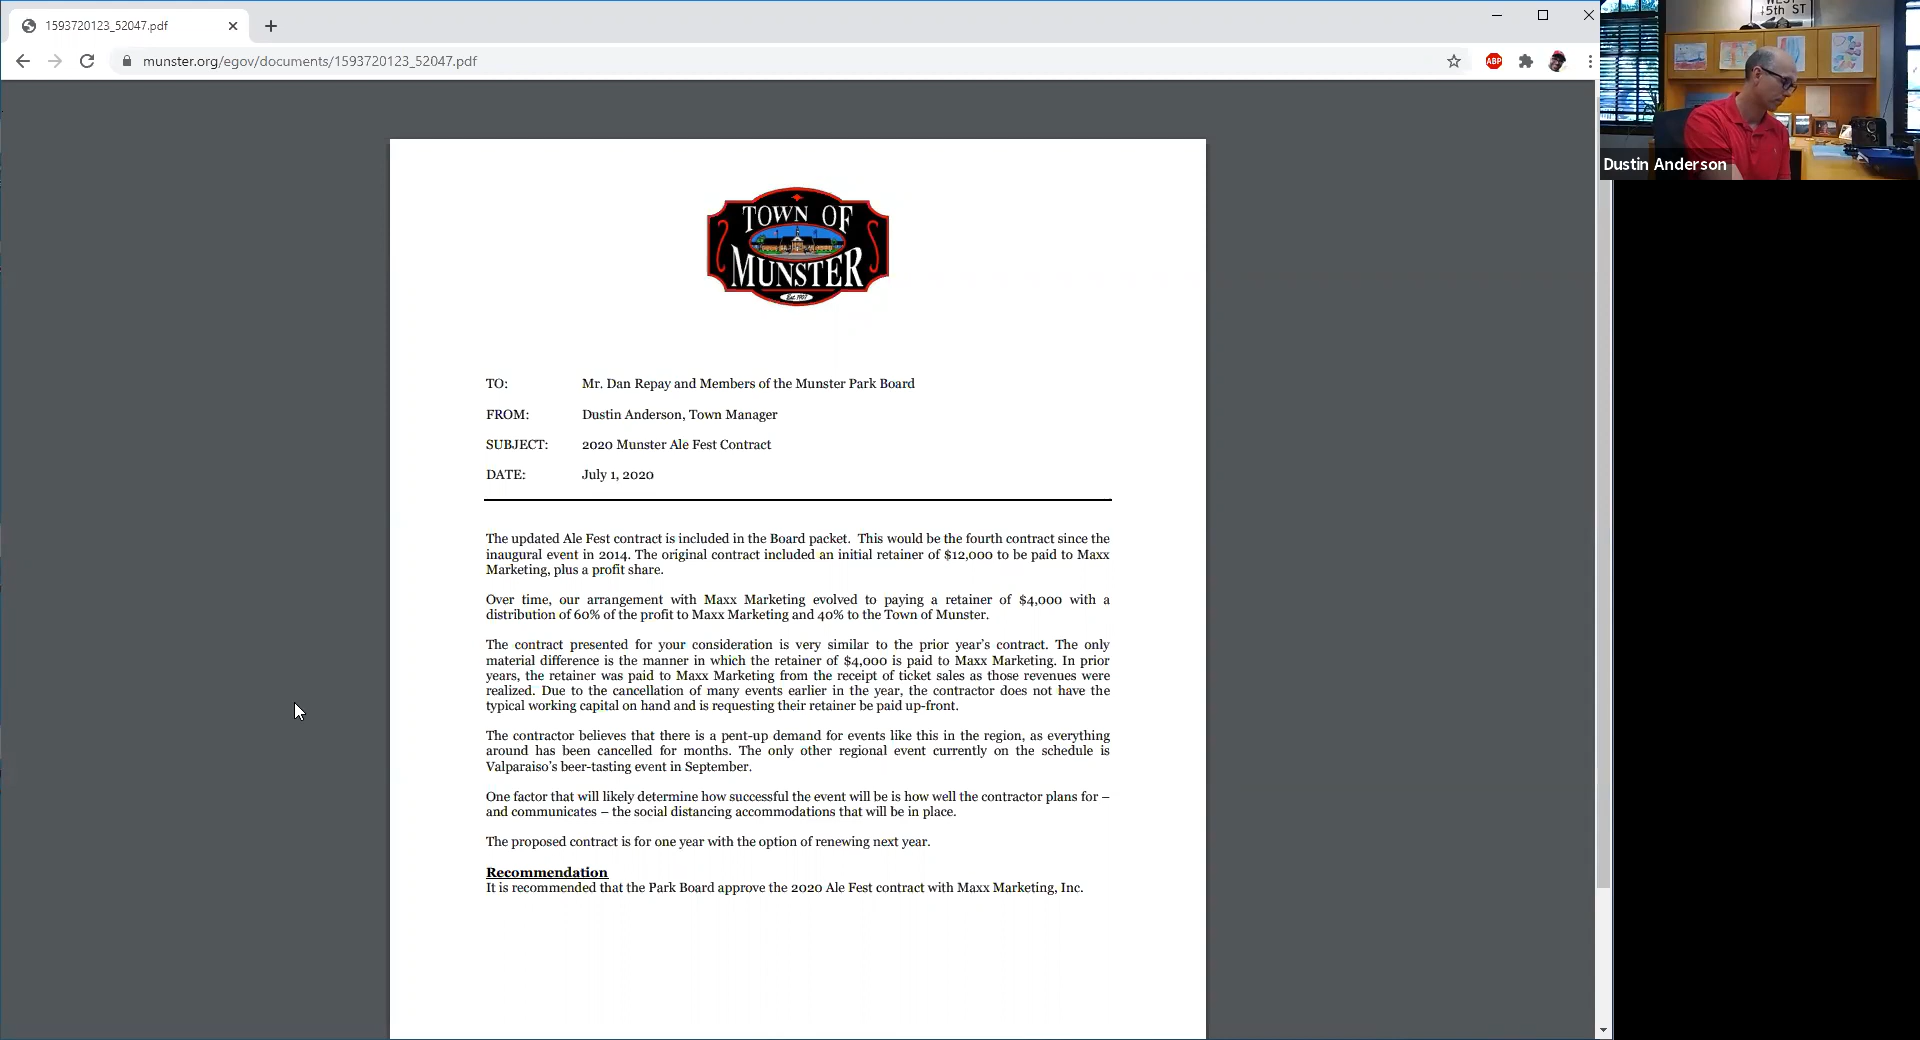 1593720123_52047.pdf
munster.org/egov/documents/1593720123_52047.pdf
ABP
WEST
15th ST
Dustin Anderson
TOWN OF
MUNSTER
Est. 1907
TO: Mr. Dan Repay and Members of the Munster Park Board
FROM: Dustin Anderson, Town Manager
SUBJECT: 2020 Munster Ale Fest Contract
DATE: July 1, 2020
The updated Ale Fest contract is included in the Board packet.  This would be the fourth contract since the
inaugural event in 2014. The original contract included an initial retainer of $12,000 to be paid to Maxx
Marketing, plus a profit share.
Over time, our arrangement with Maxx Marketing evolved to paying a retainer of $4,000 with a
distribution of 60% of the profit to Maxx Marketing and 40% to the Town of Munster.
The contract presented for your consideration is very similar to the prior year’s contract. The only
material difference is the manner in which the retainer of $4,000 is paid to Maxx Marketing. In prior
years, the retainer was paid to Maxx Marketing from the receipt of ticket sales as those revenues were
realized. Due to the cancellation of many events earlier in the year, the contractor does not have the
typical working capital on hand and is requesting their retainer be paid up-front.
The contractor believes that there is a pent-up demand for events like this in the region, as everything
around has been cancelled for months. The only other regional event currently on the schedule is
Valparaiso’s beer-tasting event in September.
One factor that will likely determine how successful the event will be is how well the contractor plans for –
and communicates – the social distancing accommodations that will be in place.
The proposed contract is for one year with the option of renewing next year.
Recommendation
It is recommended that the Park Board approve the 2020 Ale Fest contract with Maxx Marketing, Inc.